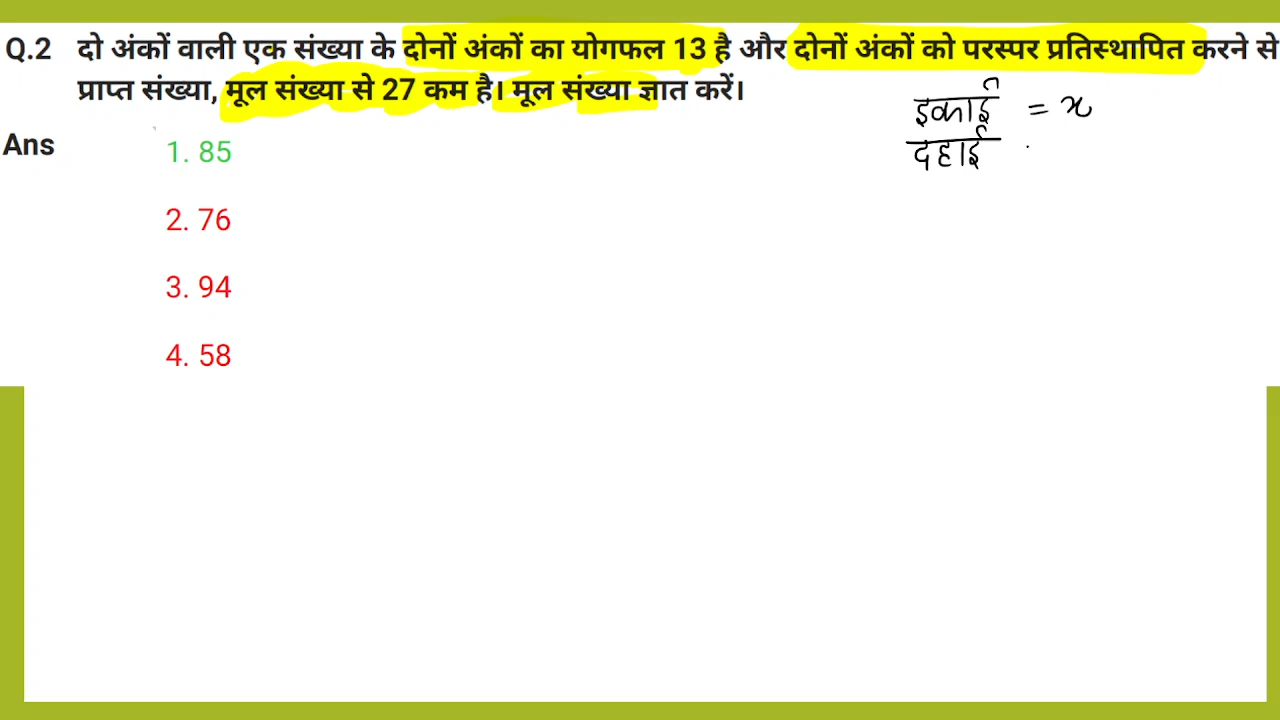 Q.2 दो अंकों वाली एक संख्या के दोनों अंकों का योगफल 13 है और दोनों अंकों को परस्पर प्रतिस्थापित करने से
प्राप्त संख्या, मूल संख्या से 27 कम है। मूल संख्या ज्ञात करें।
इकाई = x
दहाई
Ans 1. 85
2. 76
3. 94
4. 58